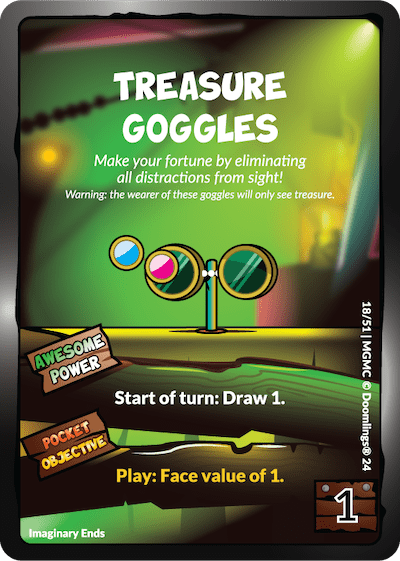 TREASURE
GOGGLES
Make your fortune by eliminating
all distractions from sight!
Warning: the wearer of these goggles will only see treasure.
AWESOME
POWER
Start of turn: Draw 1.
POCKET
OBJECTIVE
Play: Face value of 1.
18/51 | MGMC © Doomlings® 24
1
Imaginary Ends